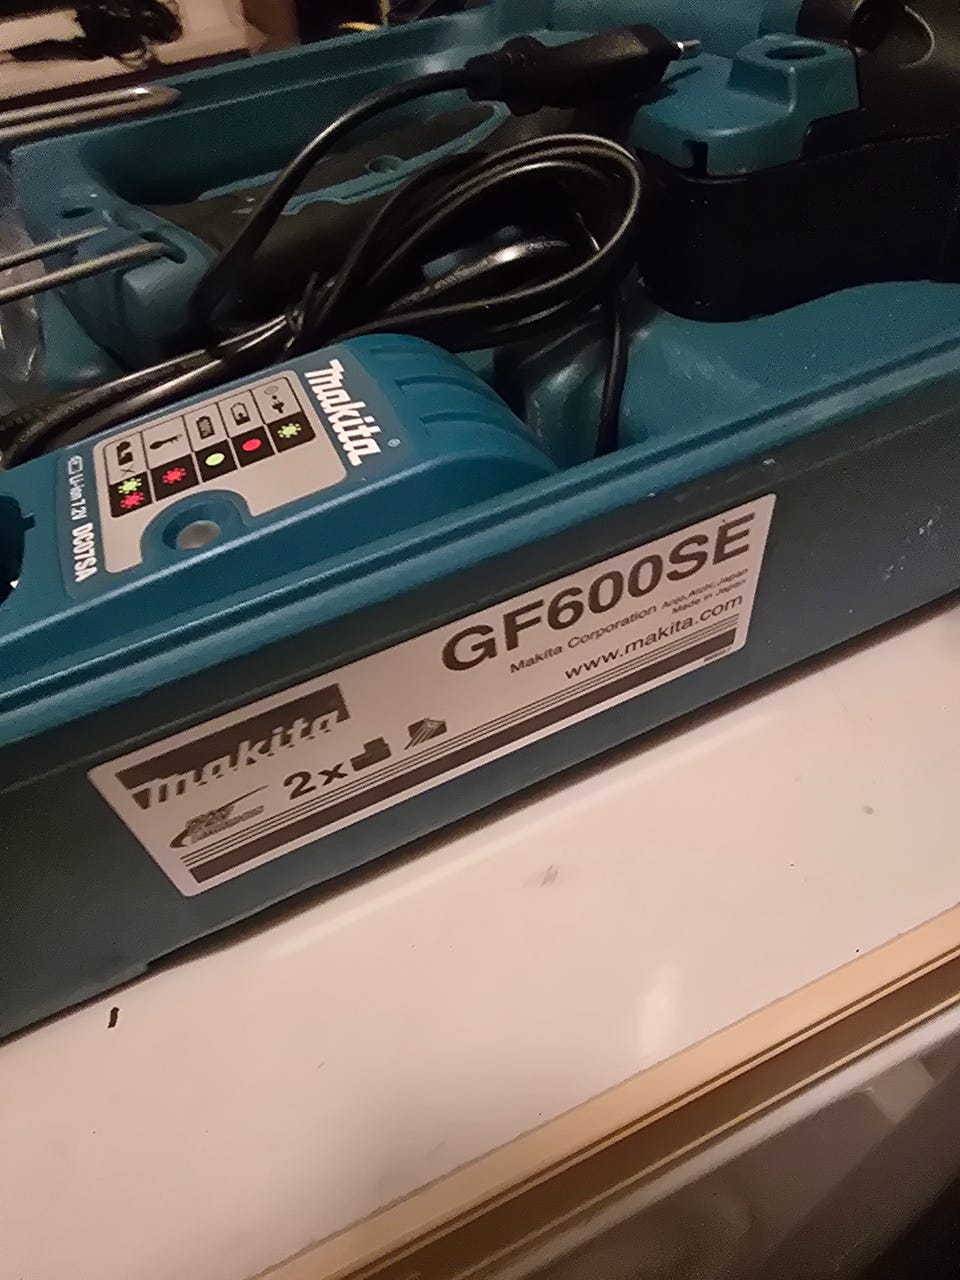 makita
Li-ion 7.2V DC07SA
GF600SE
Makita Corporation Anjo, Aichi, Japan
Made in Japan
www.makita.com
makita
2x